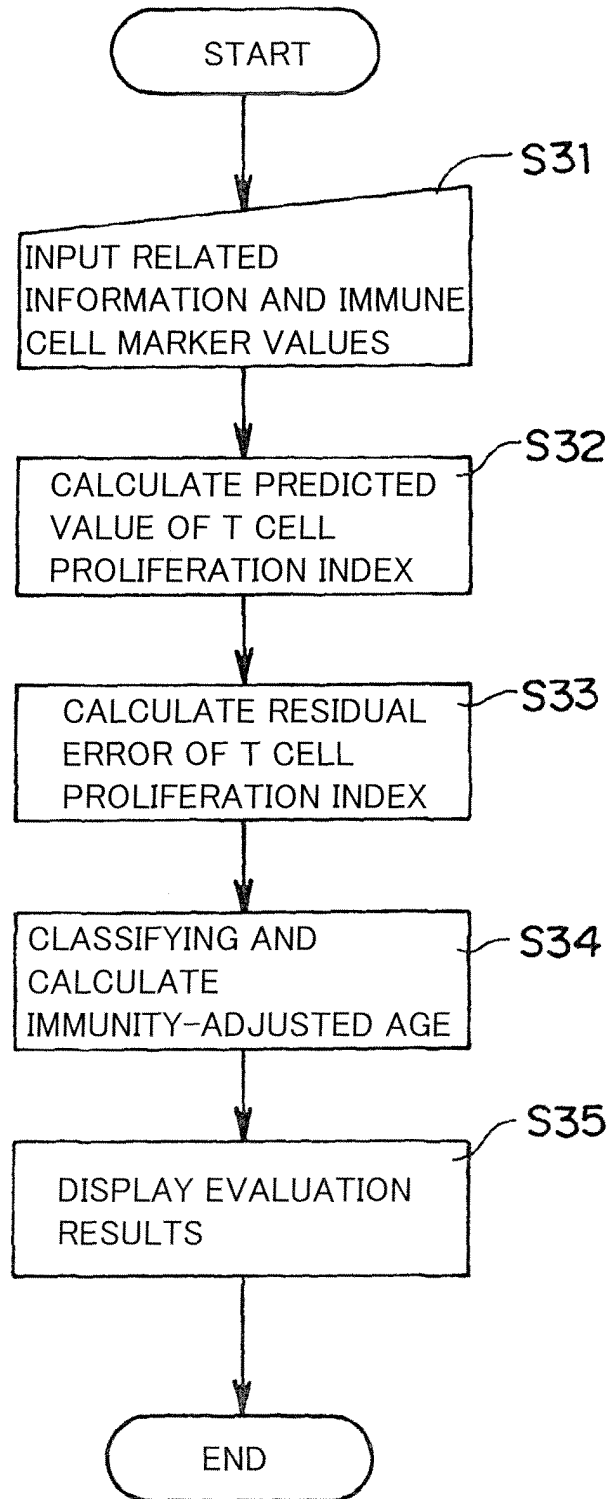 START
S31
INPUT RELATED
INFORMATION AND IMMUNE
CELL MARKER VALUES
S32
CALCULATE PREDICTED
VALUE OF T CELL
PROLIFERATION INDEX
S33
CALCULATE RESIDUAL
ERROR OF T CELL
PROLIFERATION INDEX
S34
CLASSIFYING AND
CALCULATE
IMMUNITY-ADJUSTED AGE
S35
DISPLAY EVALUATION
RESULTS
END